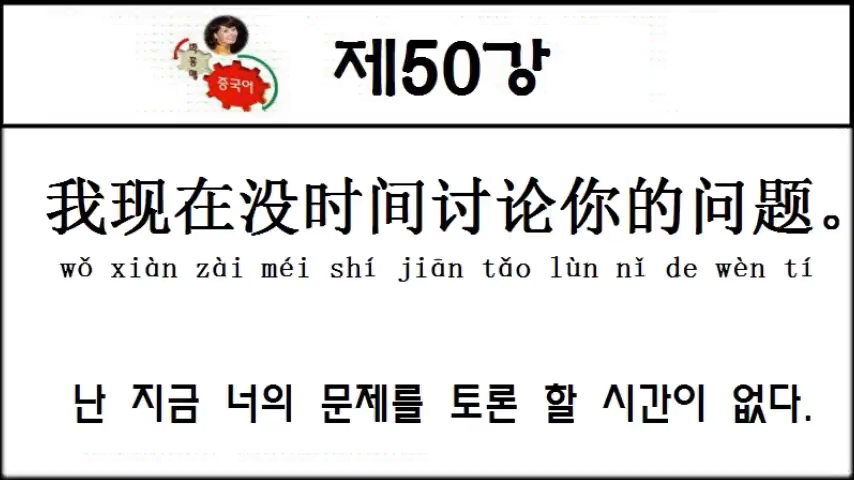 제50강
중국어
我现在没时间讨论你的问题。
wǒ xiàn zài méi shí jiān tǎo lùn nǐ de wèn tí
난 지금 너의 문제를 토론 할 시간이 없다.